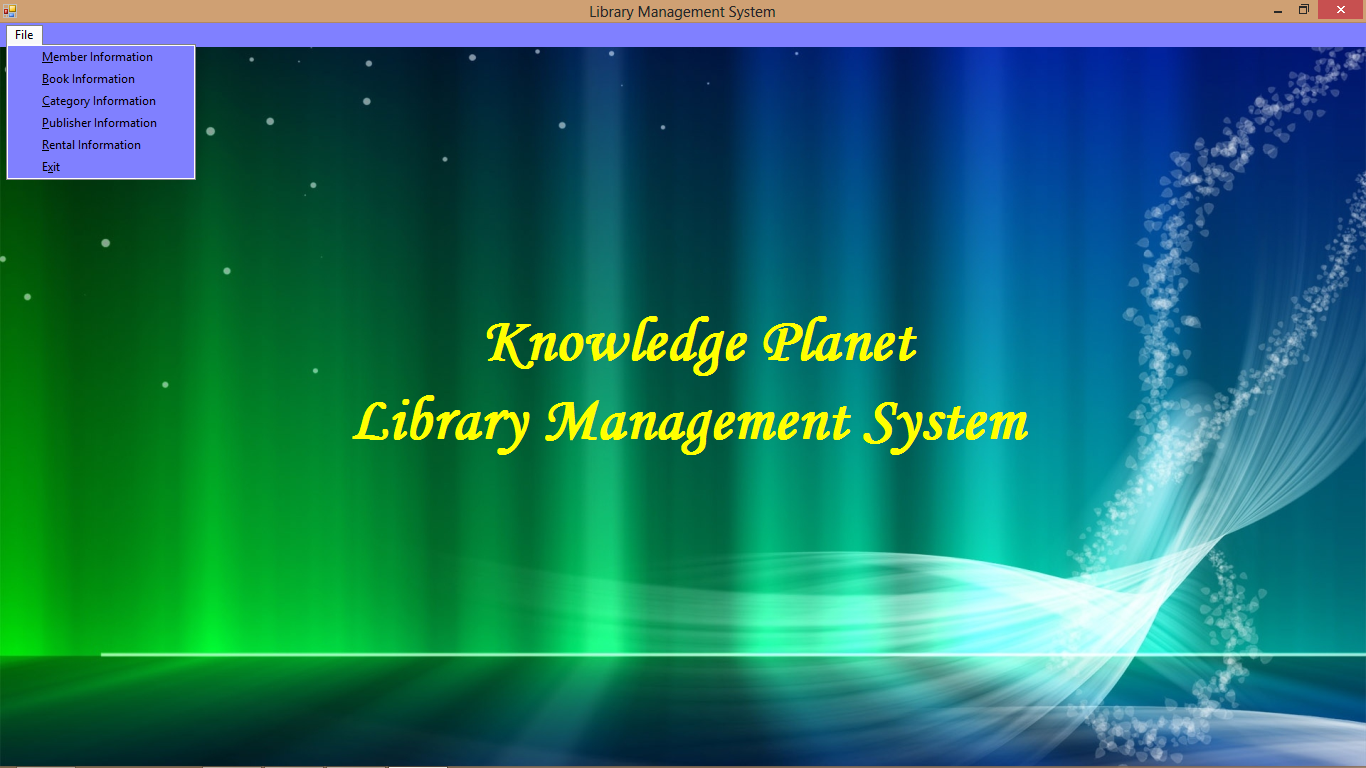 Library Management System
File
Member Information
Book Information
Category Information
Publisher Information
Rental Information
Exit
Knowledge Planet
Library Management System